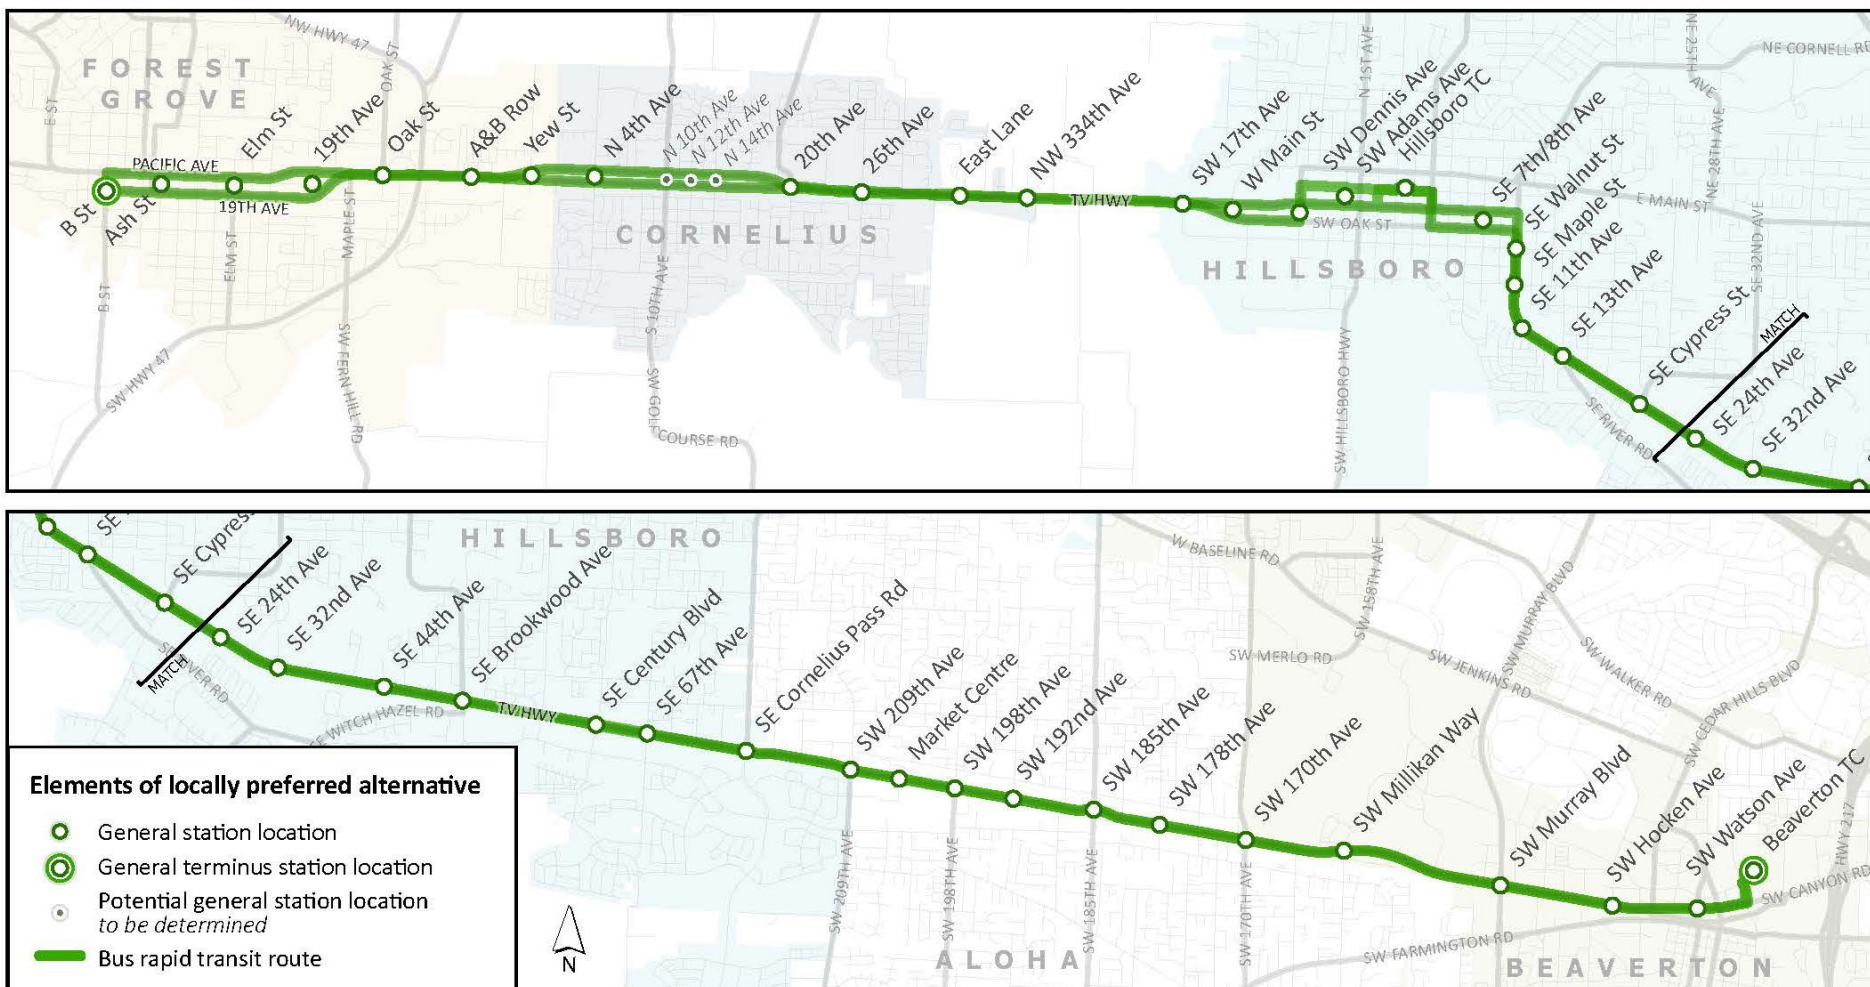 FOREST
GROVE
NW HWY 47
OAK ST
E ST
PACIFIC AVE
19TH AVE
B St
Ash St
Elm St
19th Ave
Oak St
A&B Row
Yew St
N 4th Ave
N 10th Ave
N 12th Ave
N 14th Ave
20th Ave
26th Ave
East Lane
NW 334th Ave
TV HWY
SW 17th Ave
W Main St
SW Dennis Ave
SW Adams Ave
Hillsboro TC
SE 7th/8th Ave
SE Walnut St
SE Maple St
SE 11th Ave
SE 13th Ave
SE Cypress St
SE 24th Ave
SE 32nd Ave
MATCH
N 1ST AVE
NE 25TH AVE
NE CORNELL RD
NE 28TH AVE
E MAIN ST
SE 32ND AVE
SW OAK ST
CORNELIUS
HILLSBORO
ELM ST
MAPLE ST
B ST
SW HWY 47
SW FERN HILL RD
S 10TH AVE
SW GOLF
COURSE RD
SW HILLSBORO HWY
SE RIVER RD
HILLSBORO
SE
SE Cypress
SE 24th Ave
SE 32nd Ave
SE 44th Ave
SE Brookwood Ave
SE Century Blvd
SE 67th Ave
SE Cornelius Pass Rd
SW 209th Ave
Market Centre
SW 198th Ave
SW 192nd Ave
SW 185th Ave
SW 178th Ave
SW 170th Ave
SW Millikan Way
SW Murray Blvd
SW Hocken Ave
SW Watson Ave
Beaverton TC
MATCH
SE RIVER RD
SE WITCH HAZEL RD
TV HWY
W BASELINE RD
SW 158TH AVE
SW MERLO RD
SW JENKINS RD
SW MURRAY BLVD
SW WALKER RD
SW CEDAR HILLS BLVD
HWY 217
SW CANYON RD
SW FARMINGTON RD
SW 209TH AVE
SW 198TH AVE
SW 185TH AVE
SW 170TH AVE
ALOHA
BEAVERTON
Elements of locally preferred alternative
General station location
General terminus station location
Potential general station location
to be determined
Bus rapid transit route
N